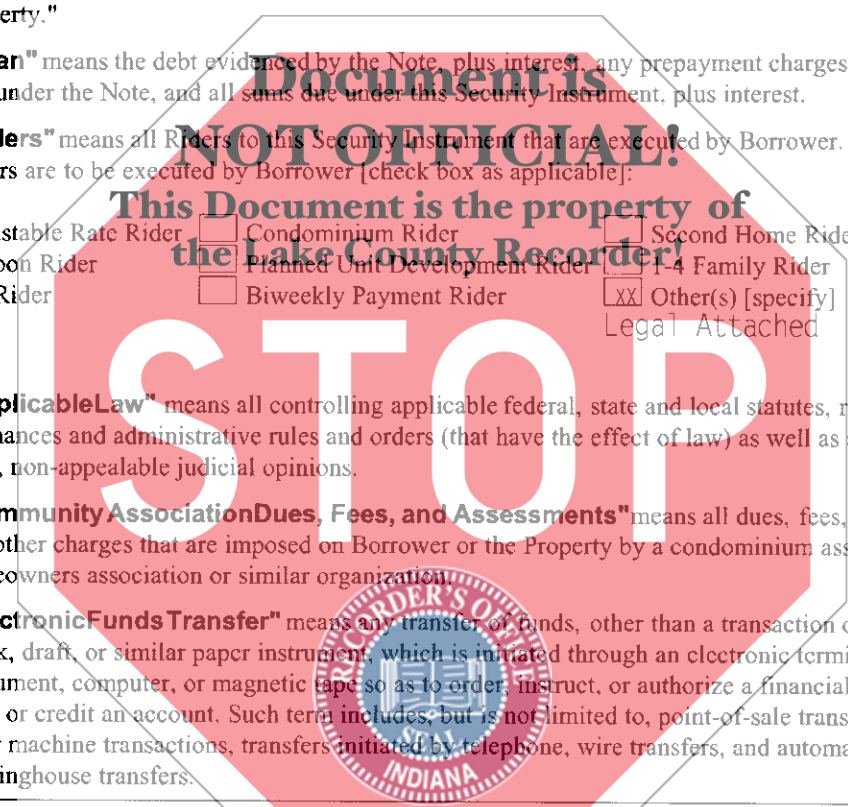 erty."
an" means the debt evidenced by the Note, plus interest, any prepayment charges
under the Note, and all sums due under this Security Instrument, plus interest.
ders" means all Riders to this Security Instrument that are executed by Borrower.
rs are to be executed by Borrower [check box as applicable]:
Document is
NOT OFFICIAL!
This Document is the property of
the Lake County Recorder!
stable Rate Rider Condominium Rider Second Home Ride
oon Rider Planned Unit Development Rider 1-4 Family Rider
Rider Biweekly Payment Rider XX Other(s) [specify]
Legal Attached
STOP
plicableLaw" means all controlling applicable federal, state and local statutes, r
nances and administrative rules and orders (that have the effect of law) as well as
, non-appealable judicial opinions.
mmunityAssociationDues, Fees, and Assessments" means all dues, fees,
other charges that are imposed on Borrower or the Property by a condominium ass
eowners association or similar organization.
ctronicFundsTransfer" means any transfer of funds, other than a transaction o
k, draft, or similar paper instrument, which is initiated through an electronic termi
ument, computer, or magnetic tape so as to order, instruct, or authorize a financial
or credit an account. Such term includes, but is not limited to, point-of-sale trans
r machine transactions, transfers initiated by telephone, wire transfers, and automa
inghouse transfers.
RECORDER'S OFFICE
SEAL
INDIANA